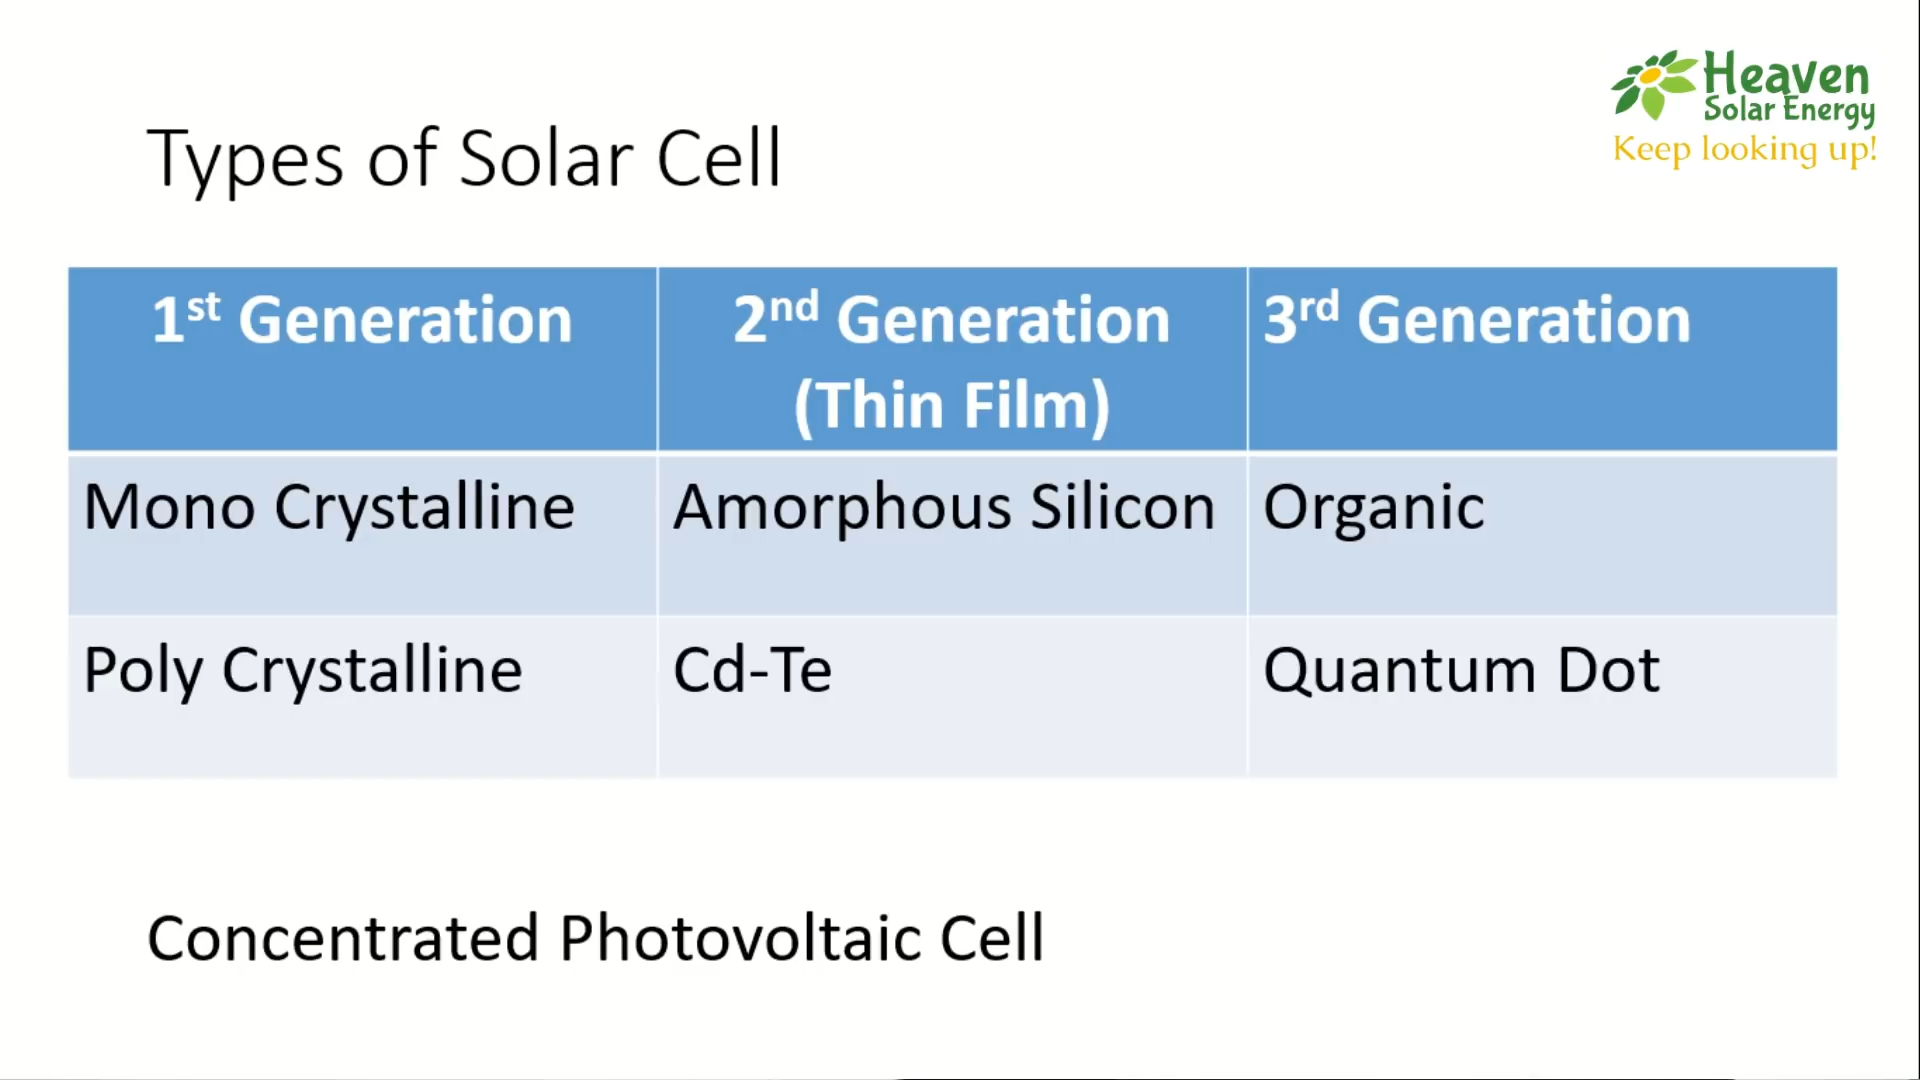 Heaven
Solar Energy
Keep looking up!
Types of Solar Cell
1st Generation
2nd Generation
(Thin Film)
3rd Generation
Mono Crystalline
Amorphous Silicon
Organic
Poly Crystalline
Cd-Te
Quantum Dot
Concentrated Photovoltaic Cell